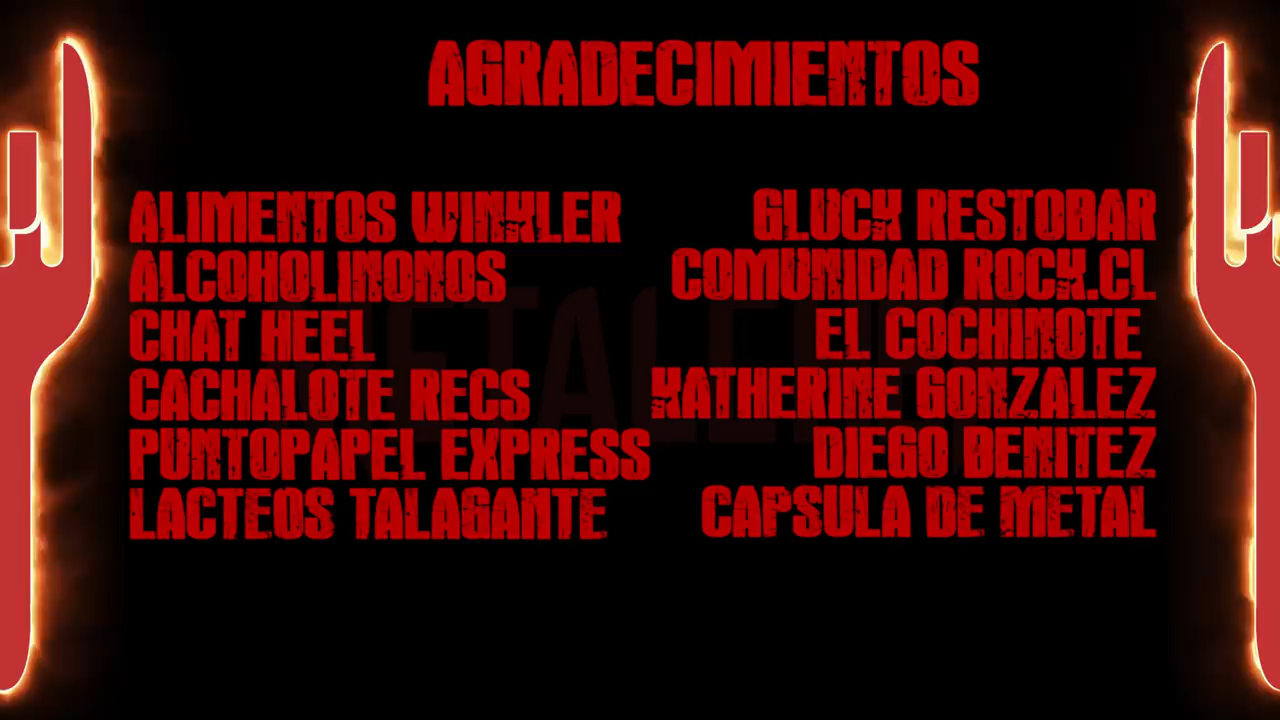 AGRADECIMIENTOS
ALIMENTOS WINKLER
ALCOHOLINONOS
CHAT HEEL
CACHALOTE RECS
PUNTOPAPEL EXPRESS
LACTEOS TALAGANTE
GLUCK RESTOBAR
COMUNIDAD ROCK.CL
EL COCHINOTE
KATHERINE GONZALEZ
DIEGO BENITEZ
CAPSULA DE METAL